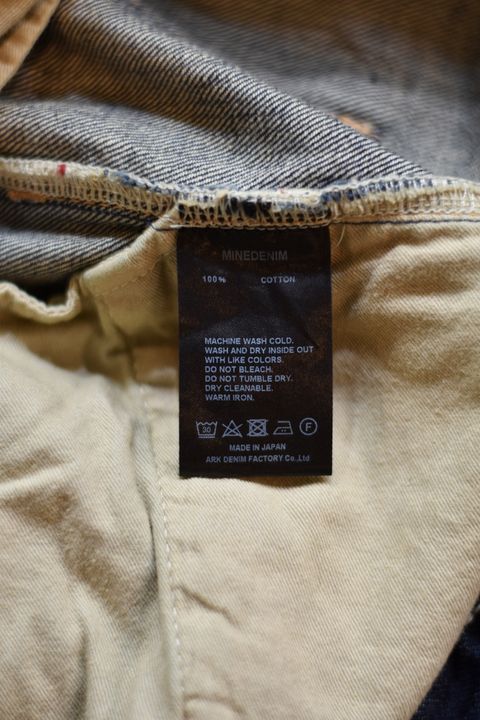 MINEDENIM
100% COTTON
MACHINE WASH COLD.
WASH AND DRY INSIDE OUT
WITH LIKE COLORS.
DO NOT BLEACH.
DO NOT TUMBLE DRY.
DRY CLEANABLE.
WARM IRON.
30 F
MADE IN JAPAN
ARK DENIM FACTORY Co.,Ltd